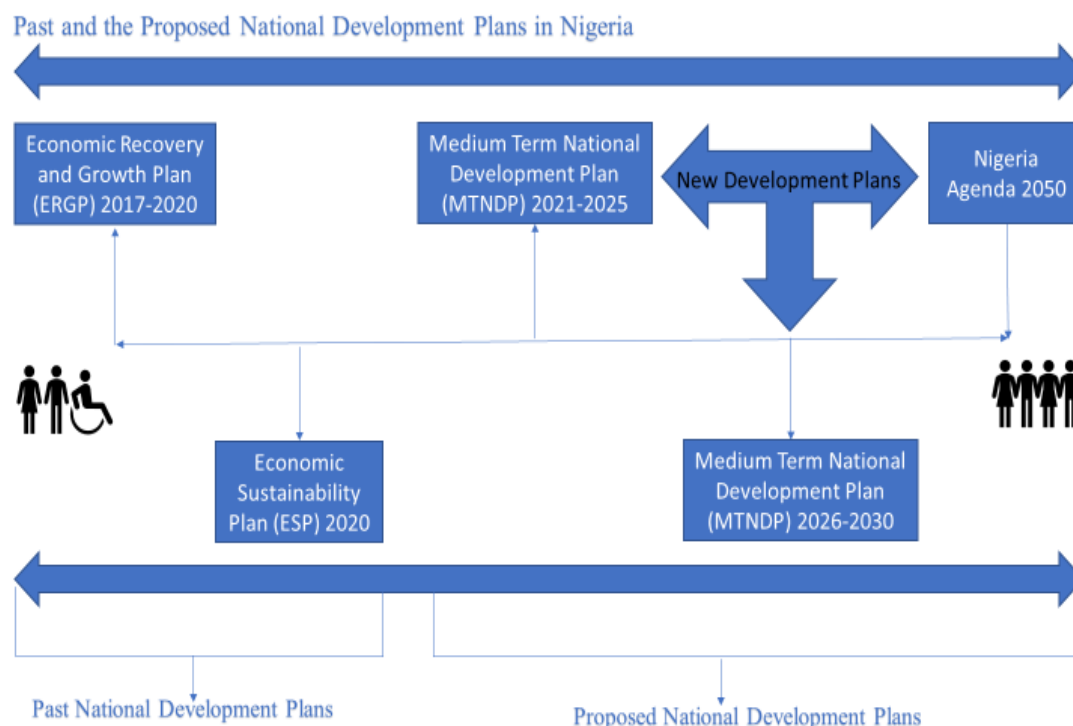 Past and the Proposed National Development Plans in Nigeria
Economic Recovery
and Growth Plan
(ERGP) 2017-2020
Medium Term National
Development Plan
(MTNDP) 2021-2025
New Development Plans
Nigeria
Agenda 2050
Economic
Sustainability
Plan (ESP) 2020
Medium Term National
Development Plan
(MTNDP) 2026-2030
Past National Development Plans
Proposed National Development Plans